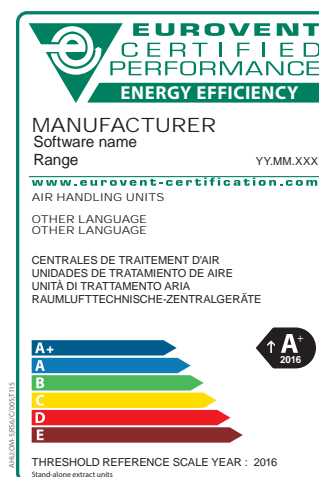 EUROVENT
CERTIFIED
PERFORMANCE
ENERGY EFFICIENCY
MANUFACTURER
Software name
Range YY.MM.XXX
www.eurovent-certification.com
AIR HANDLING UNITS
OTHER LANGUAGE
OTHER LANGUAGE
CENTRALES DE TRAITEMENT D'AIR
UNIDADES DE TRATAMIENTO DE AIRE
UNITÀ DI TRATTAMENTO ARIA
RAUMLUFTTECHNISCHE-ZENTRALGERÄTE
A+
A
B
C
D
E
A+
2016
THRESHOLD REFERENCE SCALE YEAR : 2016
Stand-alone extract units